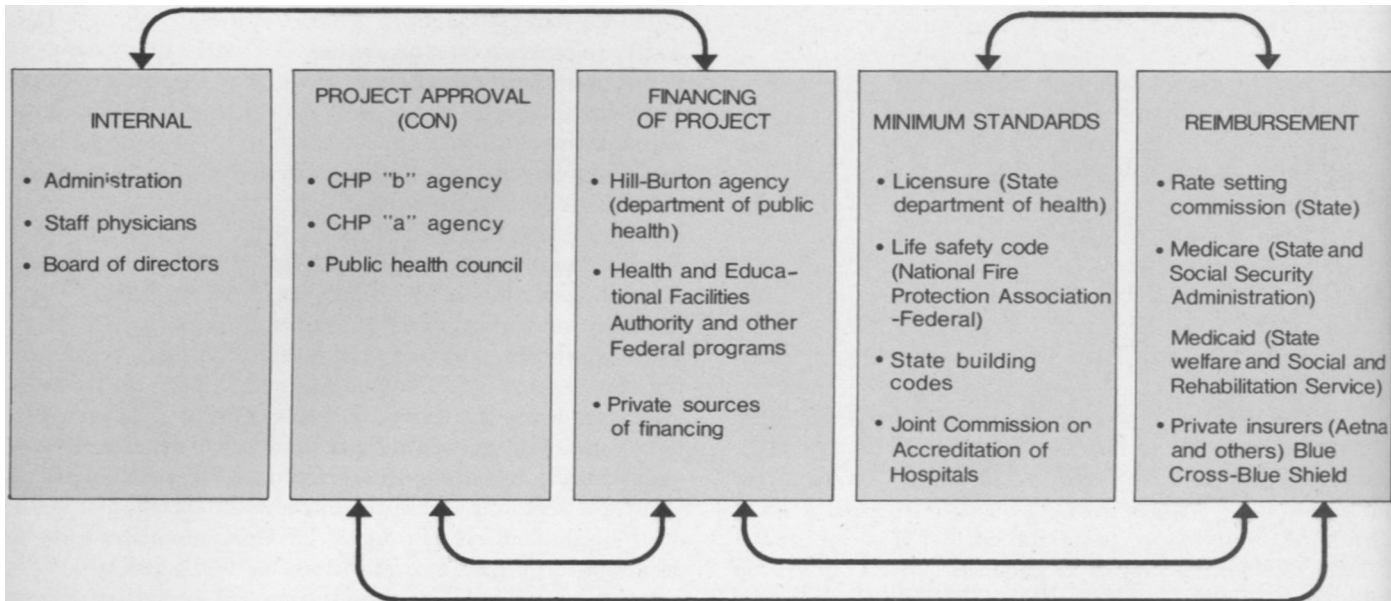 INTERNAL
• Administration
• Staff physicians
• Board of directors
PROJECT APPROVAL
(CON)
• CHP "b" agency
• CHP "a" agency
• Public health council
FINANCING
OF PROJECT
• Hill-Burton agency
(department of public
health)
• Health and Educa-
tional Facilities
Authority and other
Federal programs
• Private sources
of financing
MINIMUM STANDARDS
• Licensure (State
department of health)
• Life safety code
(National Fire
Protection Association
-Federal)
• State building
codes
• Joint Commission on
Accreditation of
Hospitals
REIMBURSEMENT
• Rate setting
commission (State)
• Medicare (State and
Social Security
Administration)
Medicaid (State
welfare and Social and
Rehabilitation Service)
• Private insurers (Aetna
and others) Blue
Cross-Blue Shield